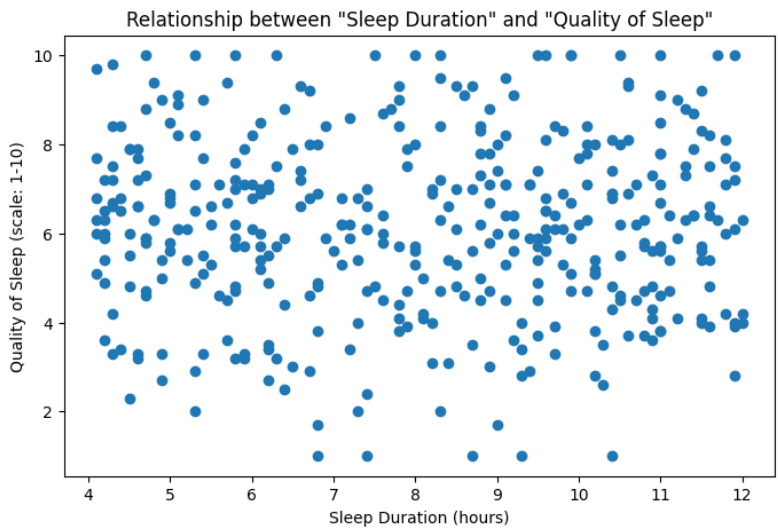 Relationship between "Sleep Duration" and "Quality of Sleep"
Quality of Sleep (scale: 1-10)
10
8
6
4
2
4 5 6 7 8 9 10 11 12
Sleep Duration (hours)